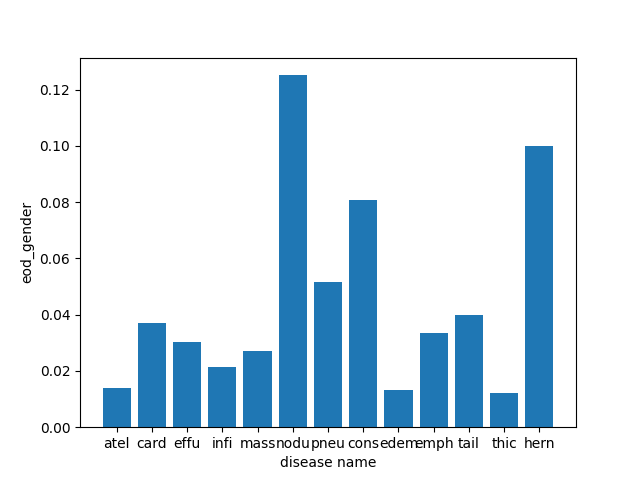 0.12
0.10
0.08
0.06
0.04
0.02
0.00
eod_gender
atel card effu infi mass nodu pneu cons edem emph tail thic hern
disease name